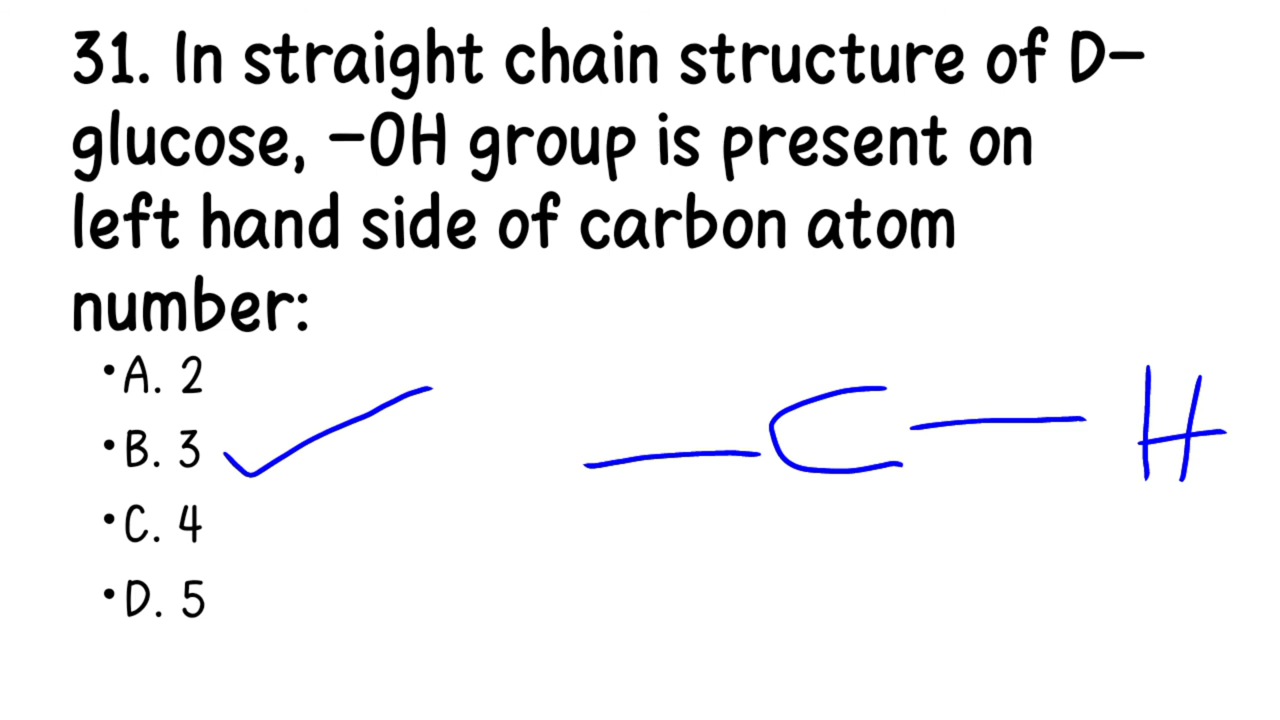 31. In straight chain structure of D–
glucose, –OH group is present on
left hand side of carbon atom
number:
•A. 2
•B. 3
—C—H
•C. 4
•D. 5